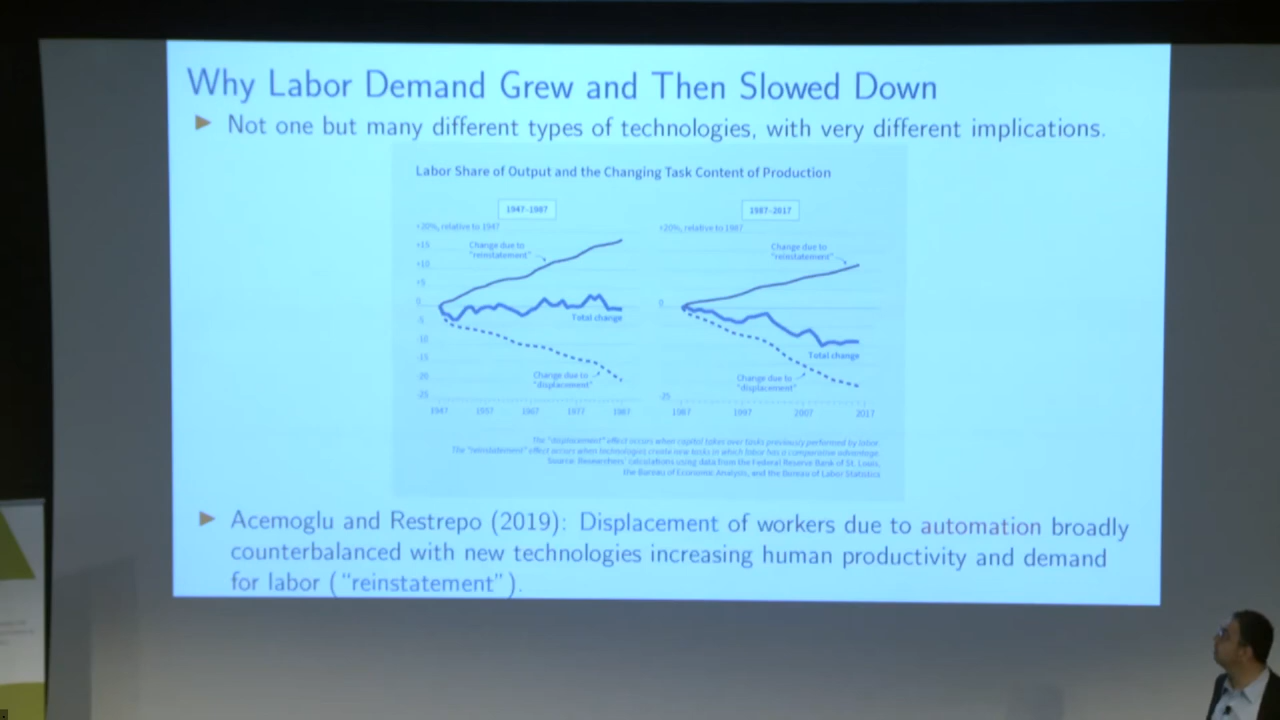 Why Labor Demand Grew and Then Slowed Down
▶ Not one but many different types of technologies, with very different implications.
Labor Share of Output and the Changing Task Content of Production
1947–1987
1987–2017
+20%, relative to 1947
+20%, relative to 1987
+15
+10
+5
0
-5
-10
-15
-20
-25
Change due to
"reinstatement"
Total change
Change due to
"displacement"
1947 1957 1967 1977 1987
0
-25
Change due to
"reinstatement"
Total change
Change due to
"displacement"
1987 1997 2007 2017
The "displacement" effect occurs when capital takes over tasks previously performed by labor.
The "reinstatement" effect occurs when technologies create new tasks in which labor has a comparative advantage.
Source: Researchers' calculations using data from the Federal Reserve Bank of St. Louis,
the Bureau of Economic Analysis, and the Bureau of Labor Statistics
▶ Acemoglu and Restrepo (2019): Displacement of workers due to automation broadly
counterbalanced with new technologies increasing human productivity and demand
for labor ("reinstatement").